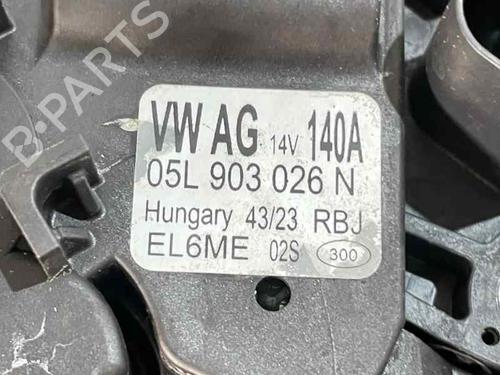 B-PARTS
VW AG 14V 140A
05L 903 026 N
Hungary 43/23 RBJ
EL6ME 02S 300